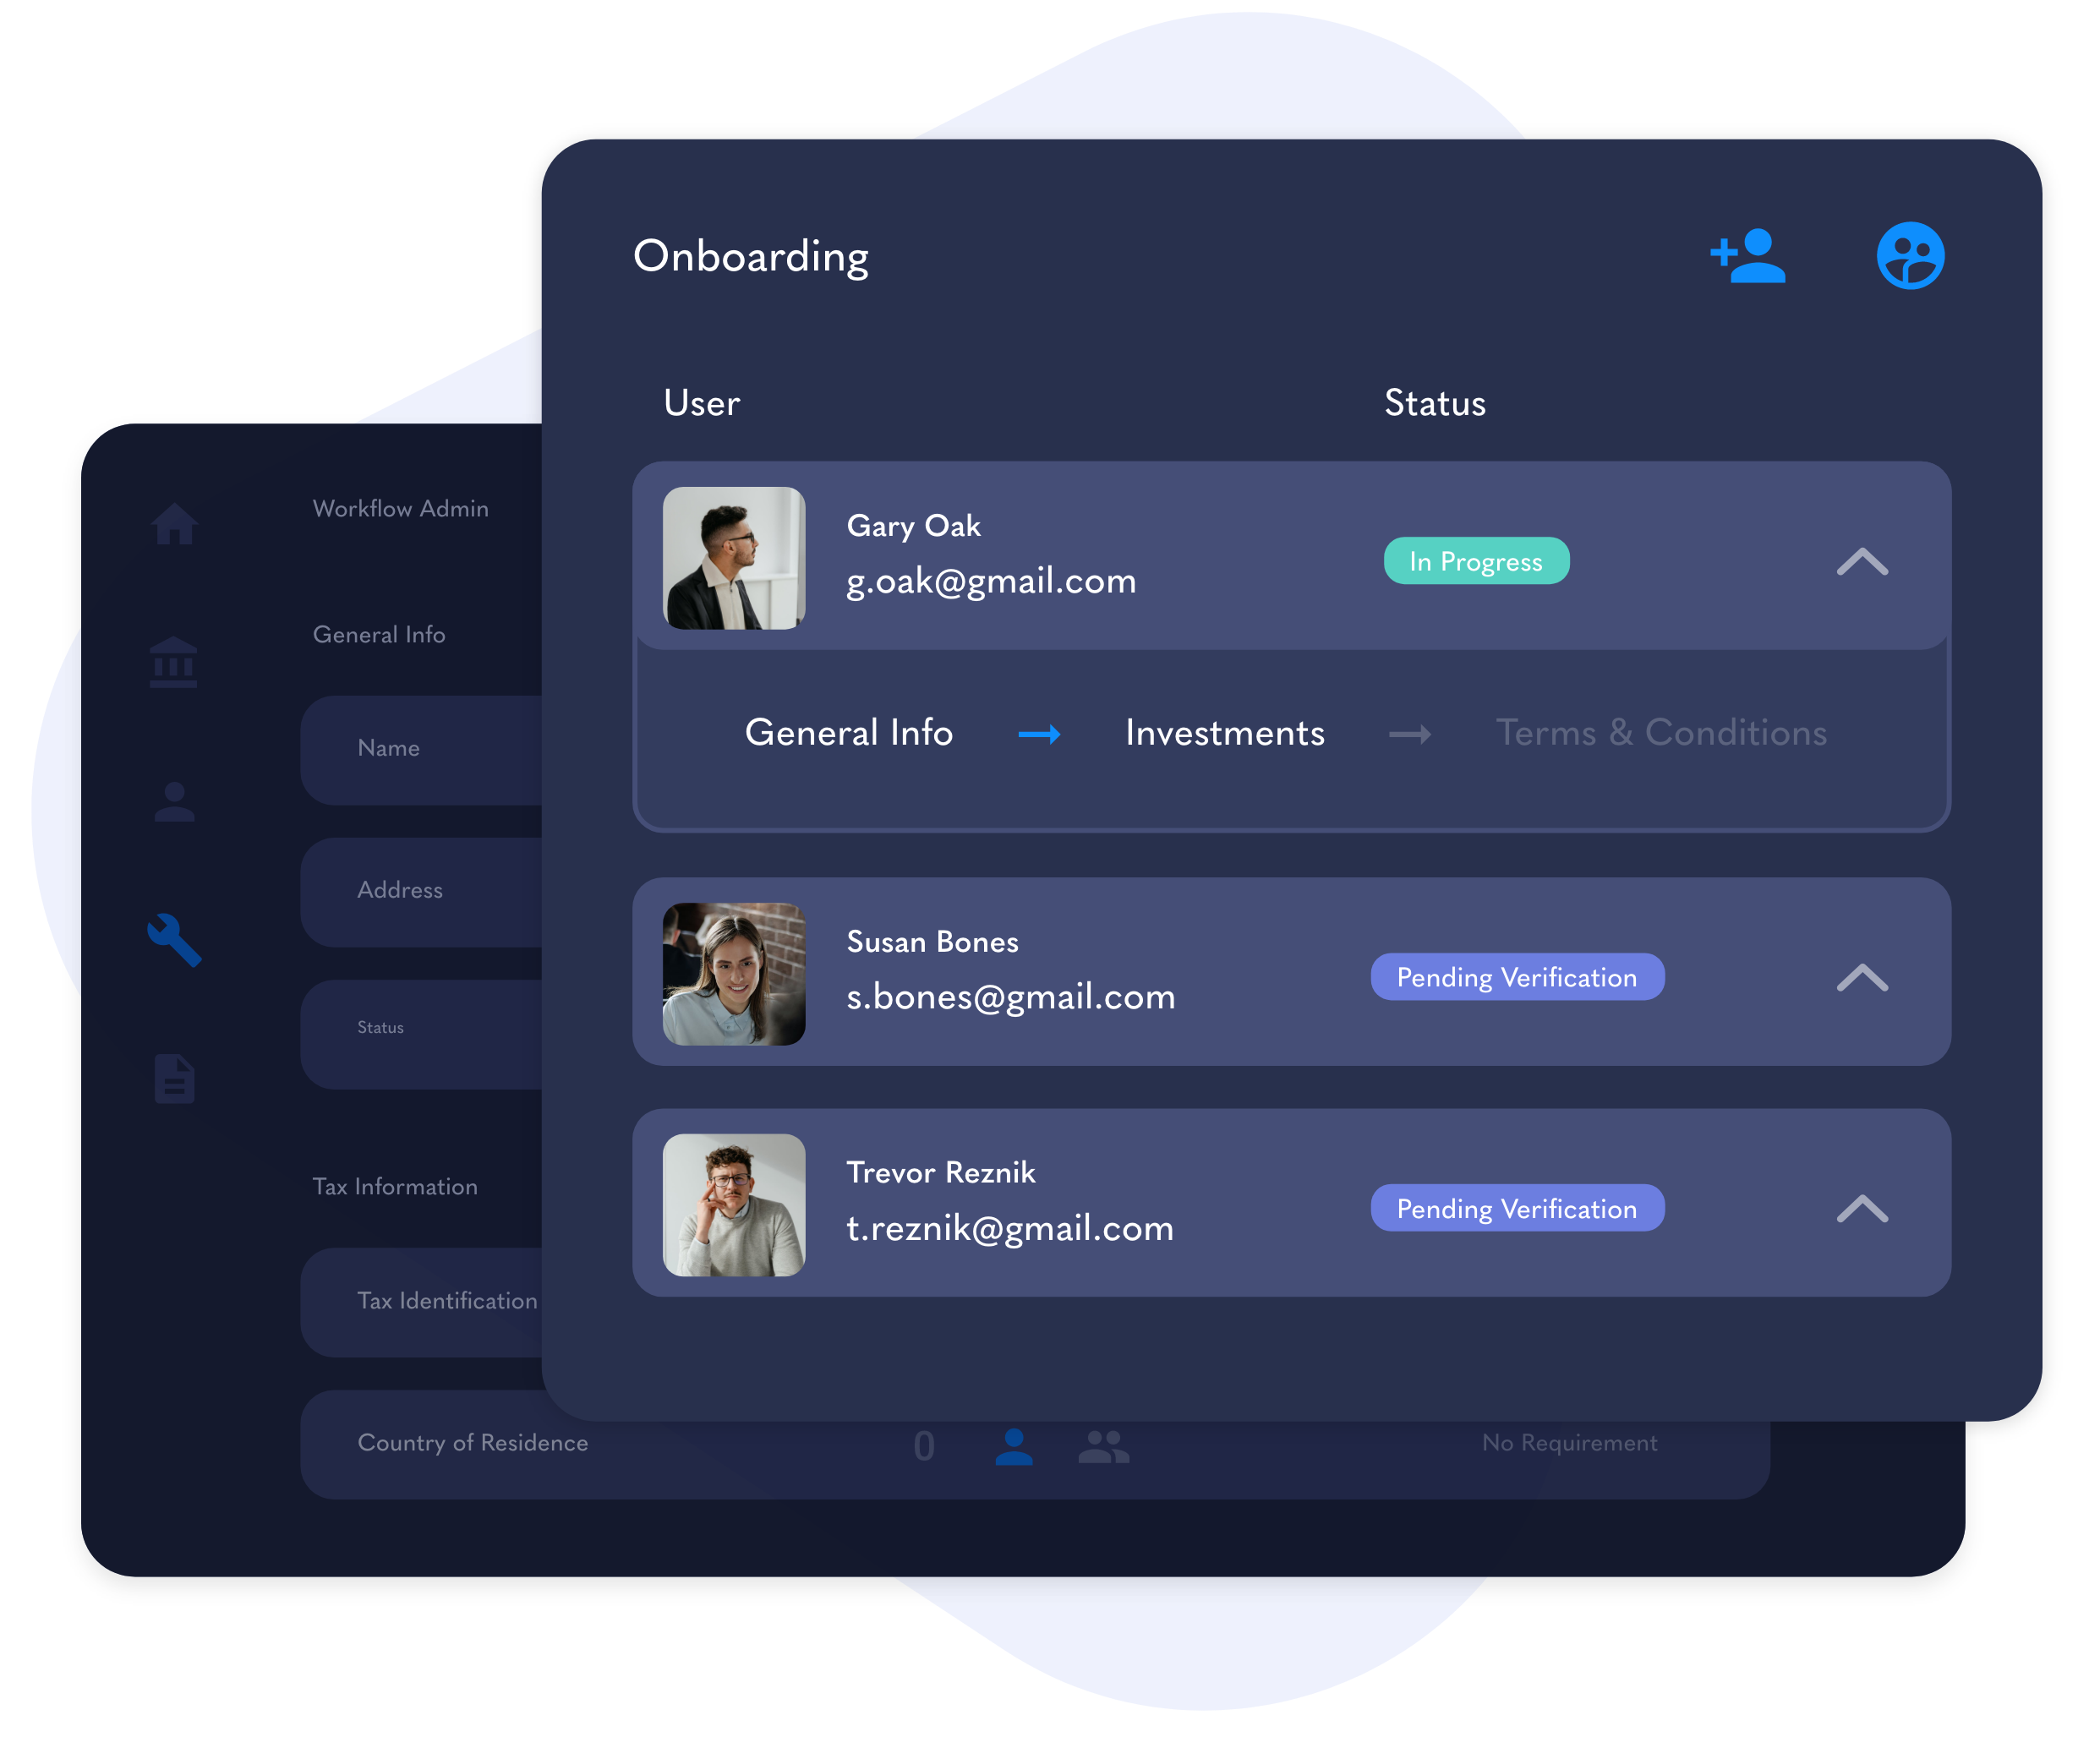 Onboarding
User
Status
Gary Oak
g.oak@gmail.com
In Progress
General Info
Investments
Terms & Conditions
Susan Bones
s.bones@gmail.com
Pending Verification
Trevor Reznik
t.reznik@gmail.com
Pending Verification
Workflow Admin
General Info
Name
Address
Status
Tax Information
Tax Identification
Country of Residence
0
No Requirement